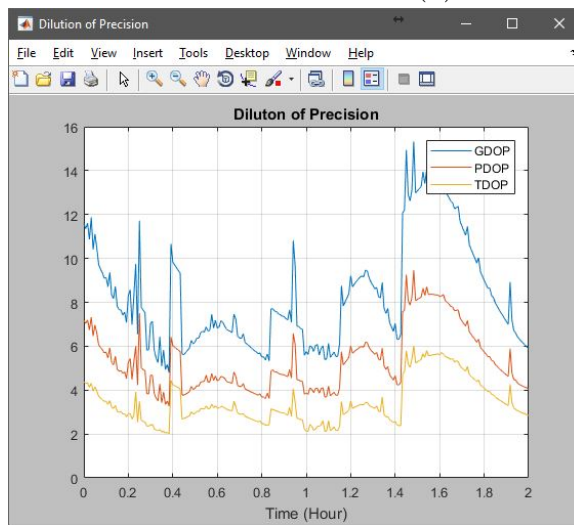 Dilution of Precision
File Edit View Insert Tools Desktop Window Help
Diluton of Precision
16
14
12
10
8
6
4
2
0
GDOP
PDOP
TDOP
0 0.2 0.4 0.6 0.8 1 1.2 1.4 1.6 1.8 2
Time (Hour)